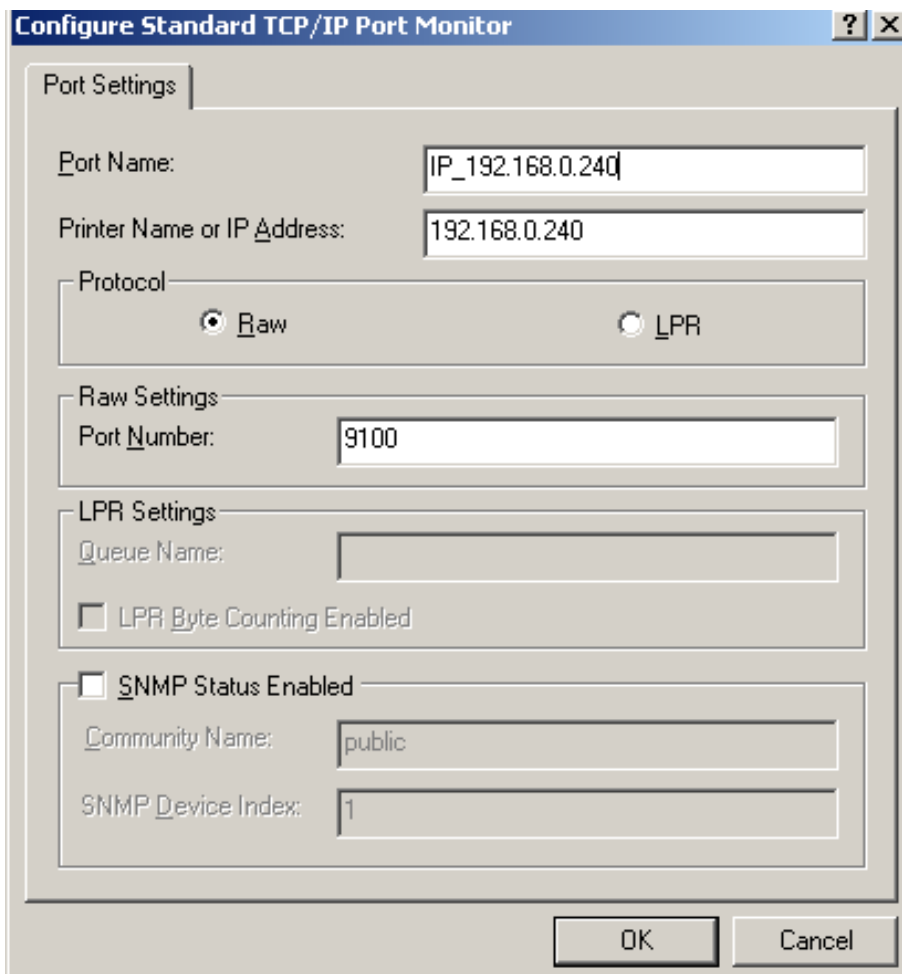 Configure Standard TCP/IP Port Monitor
Port Settings
Port Name:
IP_192.168.0.240
Printer Name or IP Address:
192.168.0.240
Protocol
Raw
LPR
Raw Settings
Port Number:
9100
LPR Settings
Queue Name:
LPR Byte Counting Enabled
SNMP Status Enabled
Community Name:
public
SNMP Device Index:
1
OK
Cancel